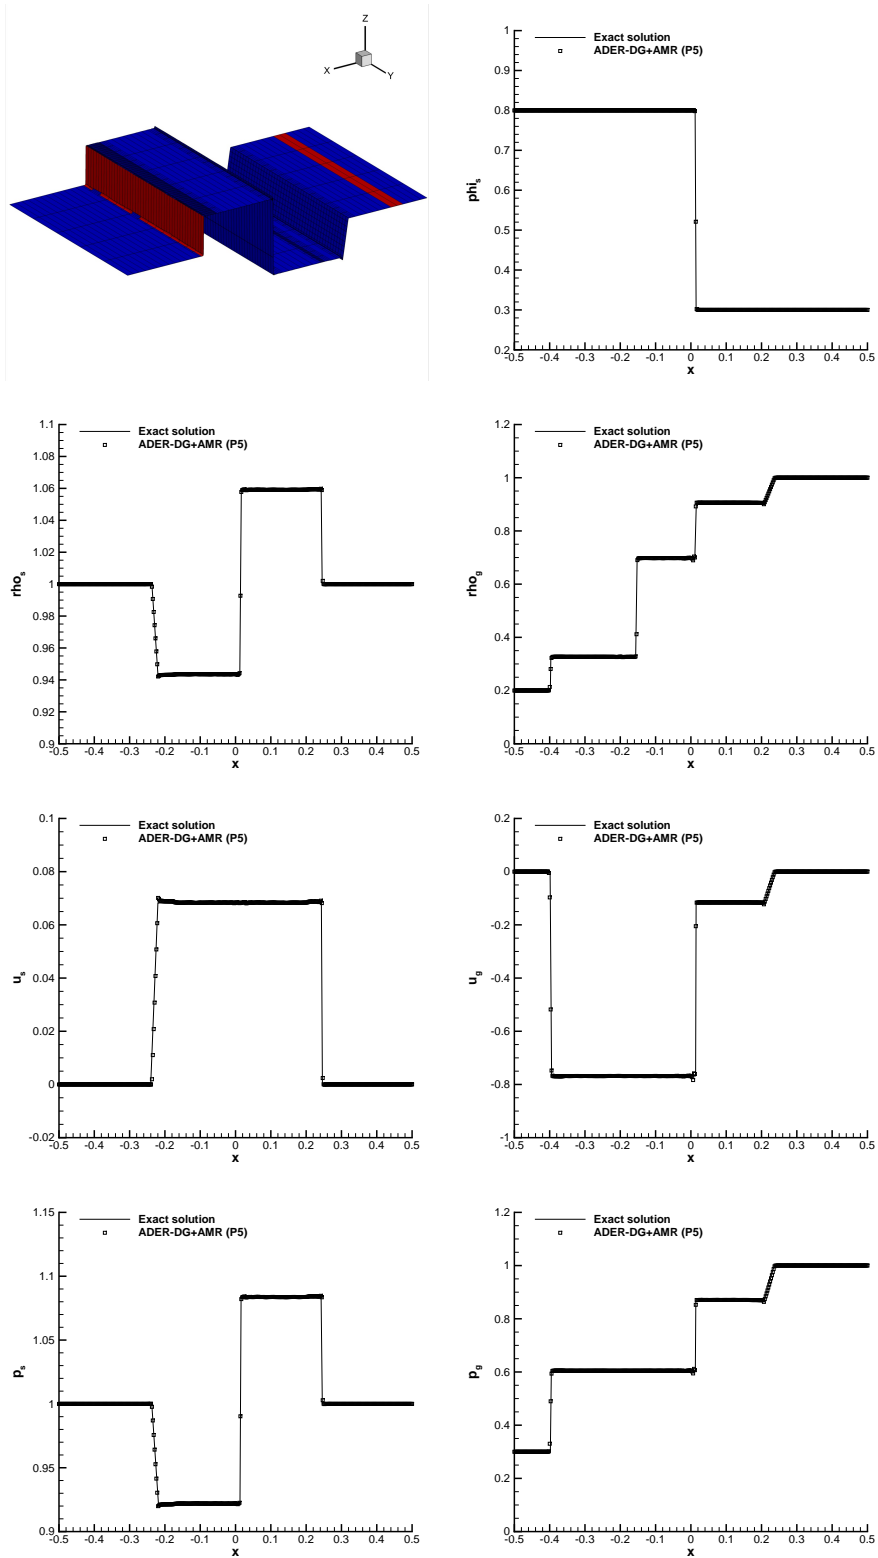 Z
X
Y
Exact solution
ADER-DG+AMR (P5)
1
0.9
0.8
0.7
0.6
0.5
0.4
0.3
0.2
phi_s
-0.5 -0.4 -0.3 -0.2 -0.1 0 0.1 0.2 0.3 0.4 0.5
x
Exact solution
ADER-DG+AMR (P5)
1.1
1.08
1.06
1.04
1.02
1
0.98
0.96
0.94
0.92
0.9
rho_s
-0.5 -0.4 -0.3 -0.2 -0.1 0 0.1 0.2 0.3 0.4 0.5
x
Exact solution
ADER-DG+AMR (P5)
1.2
1
0.8
0.6
0.4
0.2
0
rho_g
-0.5 -0.4 -0.3 -0.2 -0.1 0 0.1 0.2 0.3 0.4 0.5
x
Exact solution
ADER-DG+AMR (P5)
0.1
0.08
0.06
0.04
0.02
0
-0.02
u_s
-0.5 -0.4 -0.3 -0.2 -0.1 0 0.1 0.2 0.3 0.4 0.5
x
Exact solution
ADER-DG+AMR (P5)
0.2
0
-0.2
-0.4
-0.6
-0.8
-1
u_g
-0.5 -0.4 -0.3 -0.2 -0.1 0 0.1 0.2 0.3 0.4 0.5
x
Exact solution
ADER-DG+AMR (P5)
1.15
1.1
1.05
1
0.95
0.9
p_s
-0.5 -0.4 -0.3 -0.2 -0.1 0 0.1 0.2 0.3 0.4 0.5
x
Exact solution
ADER-DG+AMR (P5)
1.2
1
0.8
0.6
0.4
0.2
0
p_g
-0.5 -0.4 -0.3 -0.2 -0.1 0 0.1 0.2 0.3 0.4 0.5
x